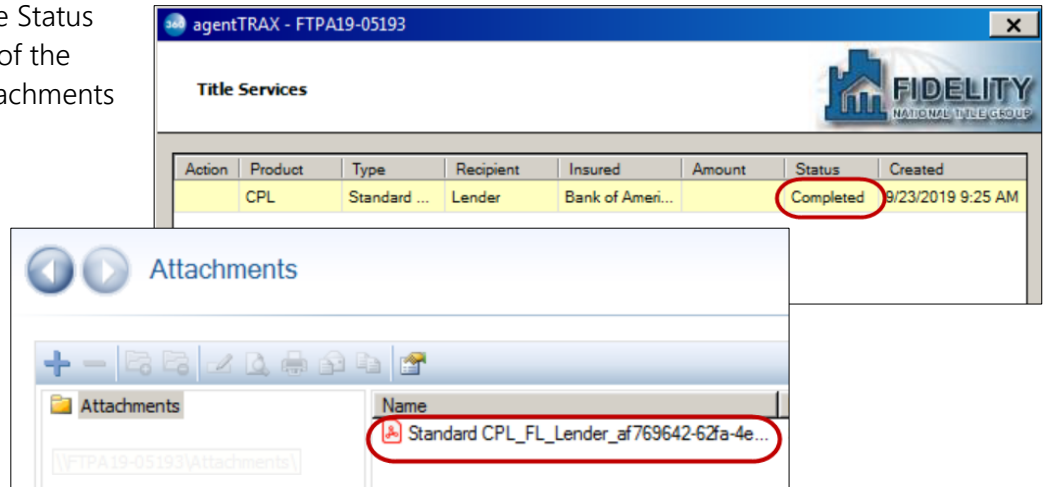 e Status
of the
achments
agentTRAX - FTPA19-05193
Title Services
FIDELITY
NATIONAL TITLE GROUP
Action Product Type Recipient Insured Amount Status Created
CPL Standard ... Lender Bank of Ameri... Completed 9/23/2019 9:25 AM
Attachments
Attachments Name
Standard CPL_FL_Lender_af769642-62fa-4e...
\\FTPA19-05193\Attachments\